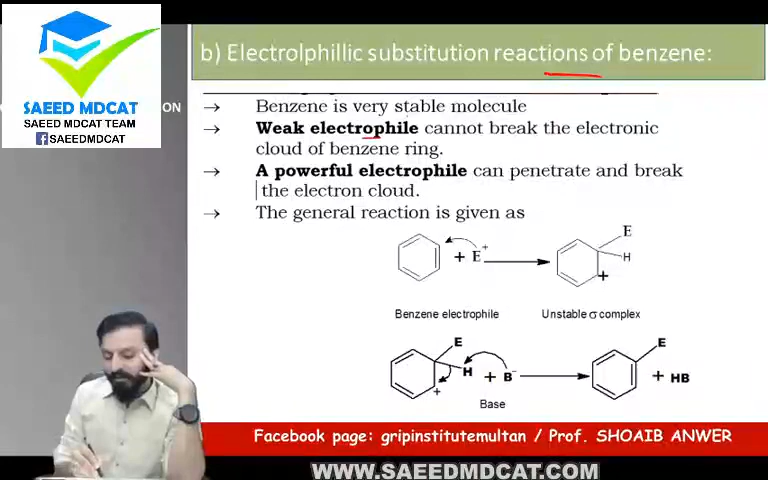 b) Electrolphillic substitution reactions of benzene:
SAEED MDCAT
SAEED MDCAT TEAM
SAEEDMDCAT
ON
→ Benzene is very stable molecule
→ Weak electrophile cannot break the electronic
cloud of benzene ring.
→ A powerful electrophile can penetrate and break
the electron cloud.
→ The general reaction is given as
+ E+
E
H
+
Benzene electrophile
Unstable σ complex
E
H
+
+ B-
E
+ HB
Base
Facebook page: gripinstitutemultan / Prof. SHOAIB ANWER
WWW.SAEEDMDCAT.COM